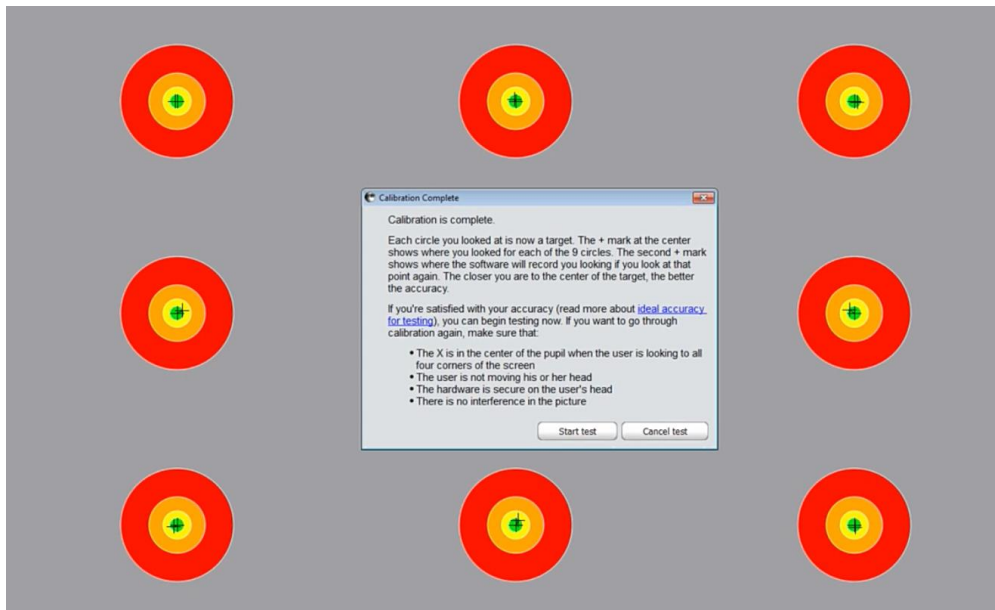 Calibration Complete
Calibration is complete.
Each circle you looked at is now a target. The + mark at the center
shows where you looked for each of the 9 circles. The second + mark
shows where the software will record you looking if you look at that
point again. The closer you are to the center of the target, the better
the accuracy.
If you're satisfied with your accuracy (read more about ideal accuracy
for testing), you can begin testing now. If you want to go through
calibration again, make sure that:
• The X is in the center of the pupil when the user is looking to all
four corners of the screen
• The user is not moving his or her head
• The hardware is secure on the user's head
• There is no interference in the picture
Start test Cancel test